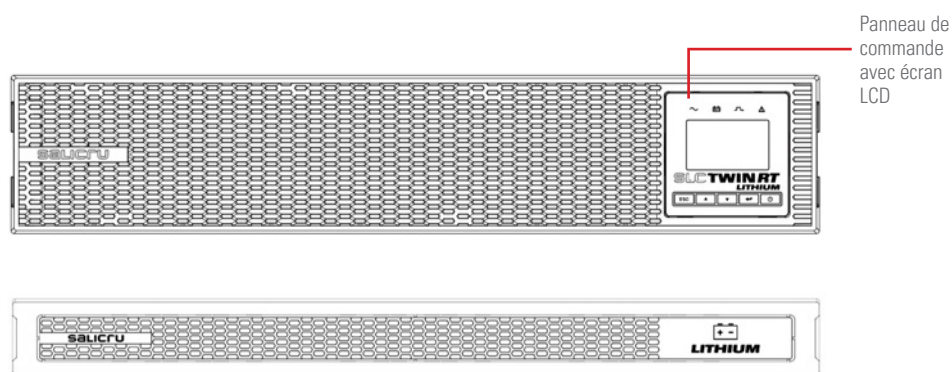 Panneau de
commande
avec écran
LCD
SALICRU
SLC TWIN RT
LITHIUM
ESC
SALICRU
LITHIUM